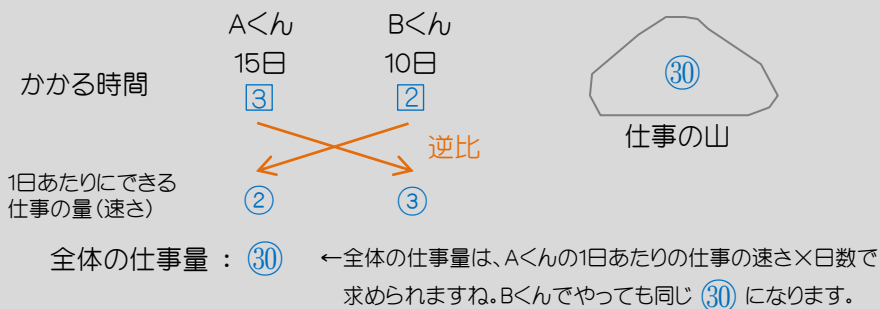 Aくん Bくん
15日 10日
かかる時間
3 2
㉚
仕事の山
逆比
1日あたりにできる
仕事の量(速さ)
② ③
全体の仕事量 : ㉚ ←全体の仕事量は、Aくんの1日あたりの仕事の速さ×日数で
求められますね。Bくんでやっても同じ ㉚ になります。